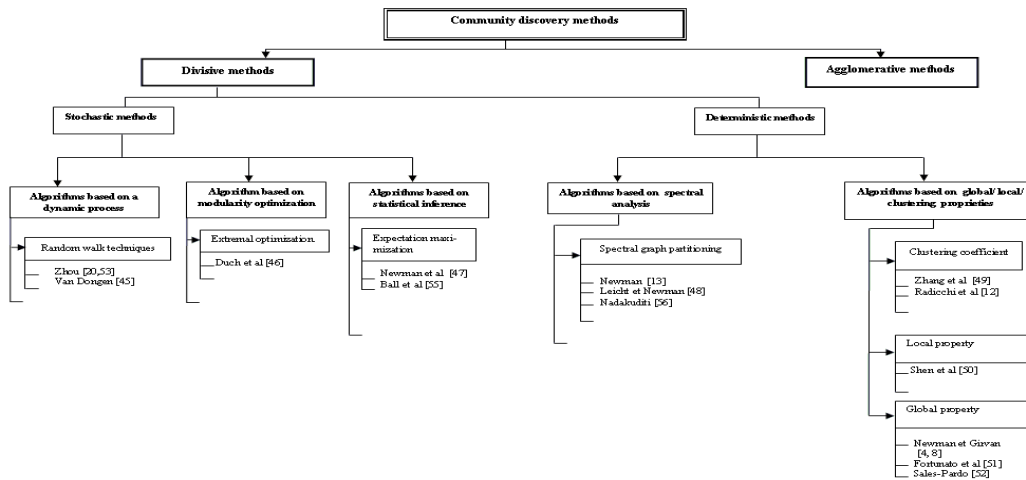 Community discovery methods
Divisive methods
Agglomerative methods
Stochastic methods
Deterministic methods
Algorithms based on a
dynamic process
Random walk techniques
Zhou [20,53]
Van Dongen [45]
Algorithm based on
modularity optimization
Extremal optimization
Duch et al [46]
Algorithms based on
statistical inference
Expectation maxi-
mization
Newman et al [47]
Ball et al [55]
Algorithms based on spectral
analysis
Spectral graph partitioning
Newman [13]
Leicht et Newman [48]
Nadakuditi [56]
Algorithms based on global/ local/
clustering proprieties
Clustering coefficient
Zhang et al [49]
Radicchi et al [12]
Local property
Shen et al [50]
Global property
Newman et Girvan
[4, 8]
Fortunato et al [51]
Sales-Pardo [52]